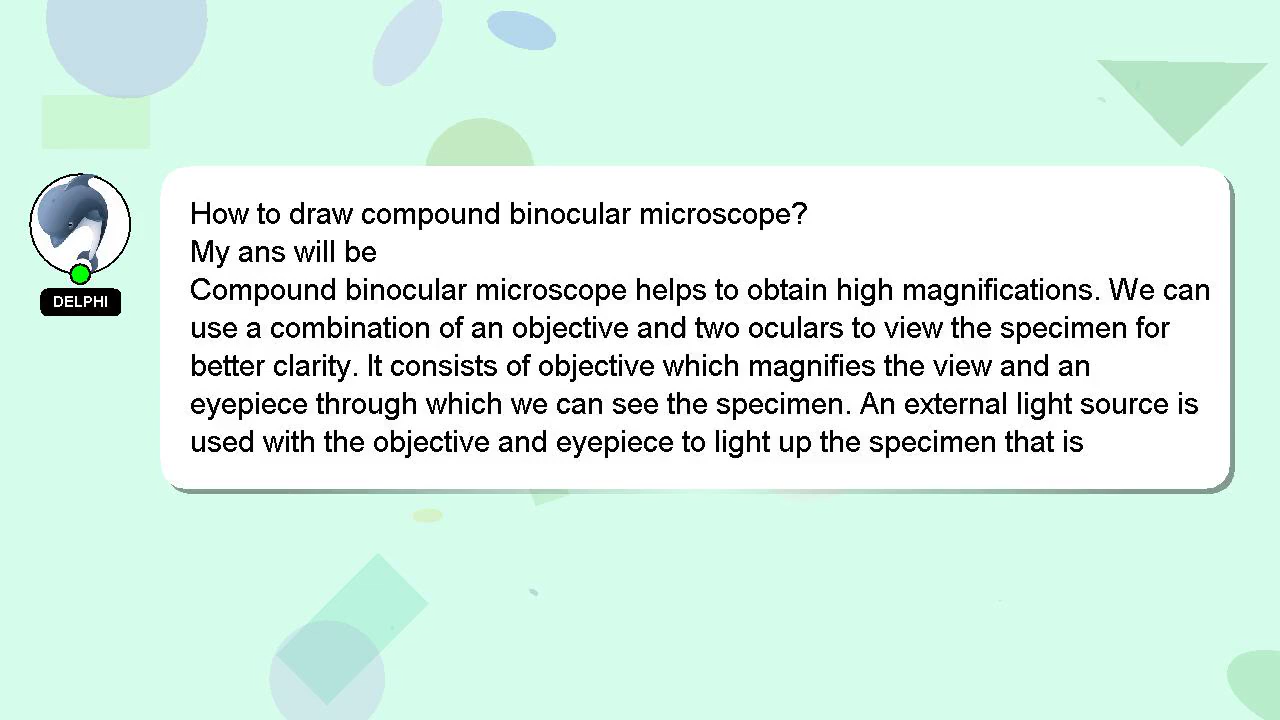 How to draw compound binocular microscope?
My ans will be
Compound binocular microscope helps to obtain high magnifications. We can
use a combination of an objective and two oculars to view the specimen for
better clarity. It consists of objective which magnifies the view and an
eyepiece through which we can see the specimen. An external light source is
used with the objective and eyepiece to light up the specimen that is
DELPHI